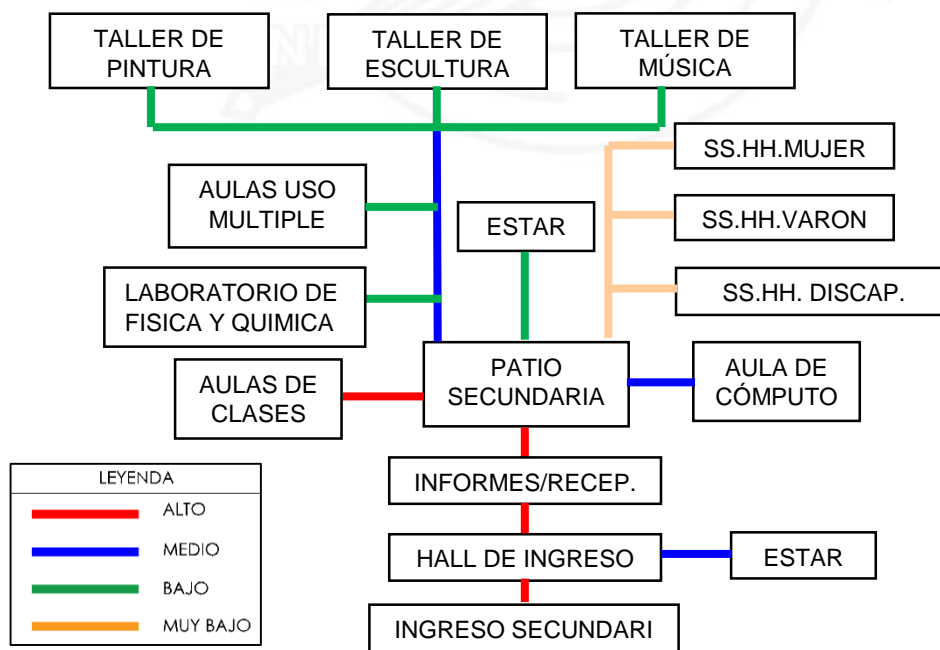 TALLER DE
PINTURA
TALLER DE
ESCULTURA
TALLER DE
MÚSICA
SS.HH.MUJER
AULAS USO
MULTIPLE
SS.HH.VARON
ESTAR
LABORATORIO DE
FISICA Y QUIMICA
SS.HH. DISCAP.
AULAS DE
CLASES
PATIO
SECUNDARIA
AULA DE
CÓMPUTO
INFORMES/RECEP.
HALL DE INGRESO
ESTAR
INGRESO SECUNDARI
LEYENDA
ALTO
MEDIO
BAJO
MUY BAJO